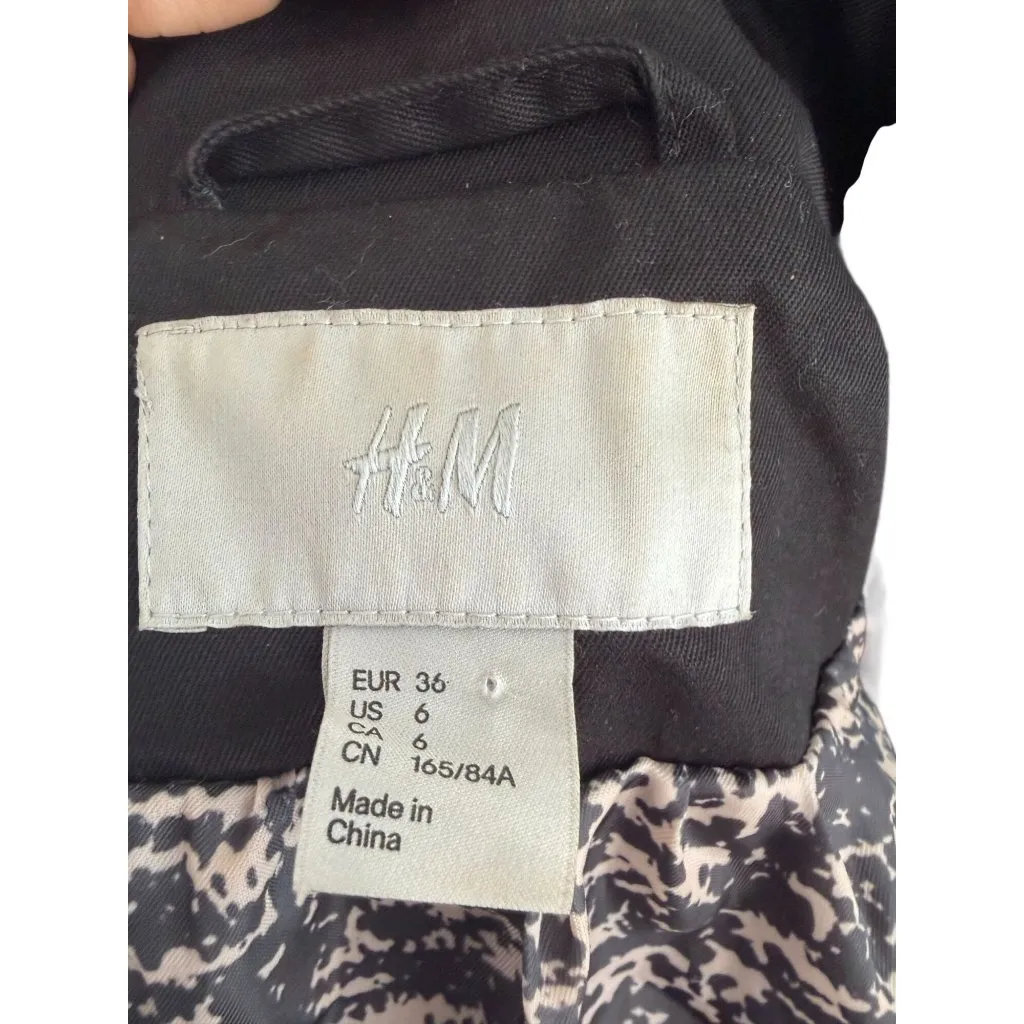 H&M
EUR 36
US 6
CA 6
CN 165/84A
Made in
China